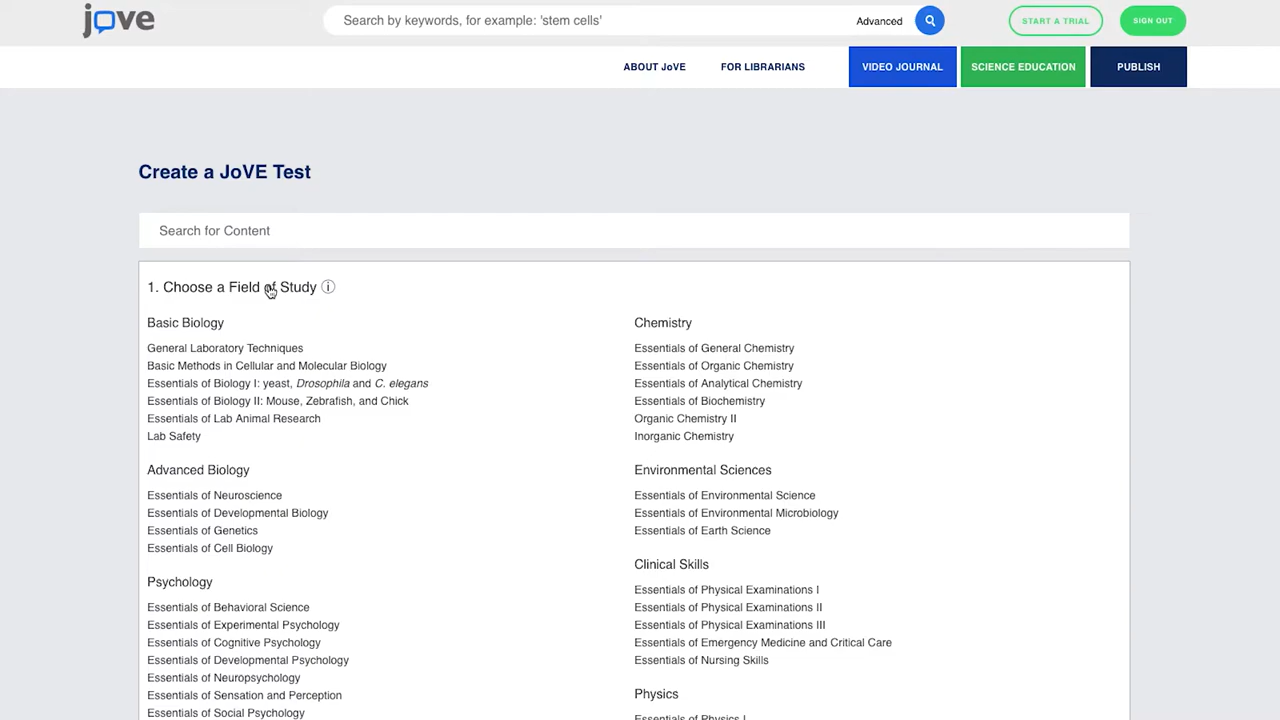 jove
Search by keywords, for example: 'stem cells'
Advanced
START A TRIAL
SIGN OUT
ABOUT JoVE
FOR LIBRARIANS
VIDEO JOURNAL
SCIENCE EDUCATION
PUBLISH
Create a JoVE Test
Search for Content
1. Choose a Field of Study
Basic Biology
General Laboratory Techniques
Basic Methods in Cellular and Molecular Biology
Essentials of Biology I: yeast, Drosophila and C. elegans
Essentials of Biology II: Mouse, Zebrafish, and Chick
Essentials of Lab Animal Research
Lab Safety
Advanced Biology
Essentials of Neuroscience
Essentials of Developmental Biology
Essentials of Genetics
Essentials of Cell Biology
Psychology
Essentials of Behavioral Science
Essentials of Experimental Psychology
Essentials of Cognitive Psychology
Essentials of Developmental Psychology
Essentials of Neuropsychology
Essentials of Sensation and Perception
Essentials of Social Psychology
Chemistry
Essentials of General Chemistry
Essentials of Organic Chemistry
Essentials of Analytical Chemistry
Essentials of Biochemistry
Organic Chemistry II
Inorganic Chemistry
Environmental Sciences
Essentials of Environmental Science
Essentials of Environmental Microbiology
Essentials of Earth Science
Clinical Skills
Essentials of Physical Examinations I
Essentials of Physical Examinations II
Essentials of Physical Examinations III
Essentials of Emergency Medicine and Critical Care
Essentials of Nursing Skills
Physics
Essentials of Physics I